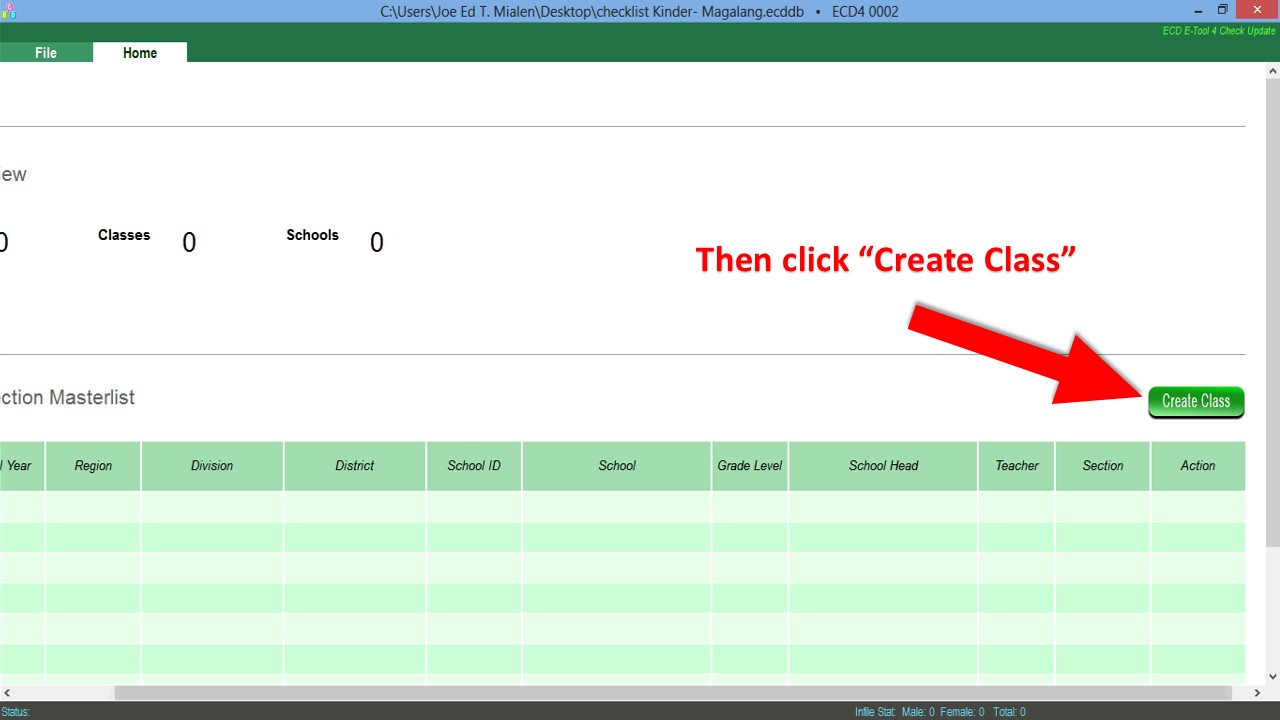 C:\Users\Joe Ed T. Mialen\Desktop\checklist Kinder- Magalang.ecddb • ECD4 0002
ECD E-Tool 4 Check Update
File Home
iew
0 Classes 0 Schools 0
Then click “Create Class”
ction Masterlist
Create Class
l Year Region Division District School ID School Grade Level School Head Teacher Section Action
Status: Infile Stat: Male: 0 Female: 0 Total: 0